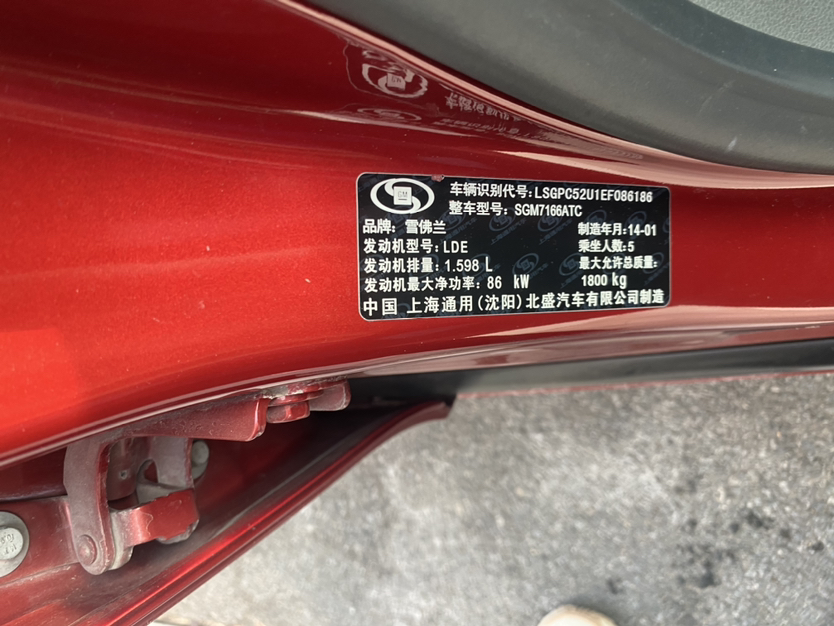 GM
车辆识别代号:LSGPC52U1EF086186
整车型号: SGM7166ATC
品牌: 雪佛兰
制造年月:14-01
发动机型号:LDE
乘坐人数:5
发动机排量:1.598 L
最大允许总质量:
发动机最大净功率: 86 kW
1800 kg
中国 上海通用(沈阳)北盛汽车有限公司制造